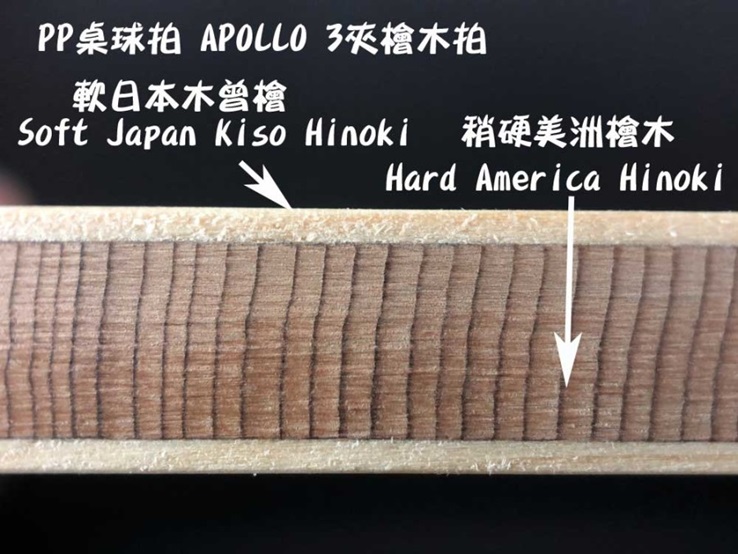 PP桌球拍 APOLLO 3夾檜木拍
軟日本木曾檜
Soft Japan Kiso Hinoki
稍硬美洲檜木
Hard America Hinoki